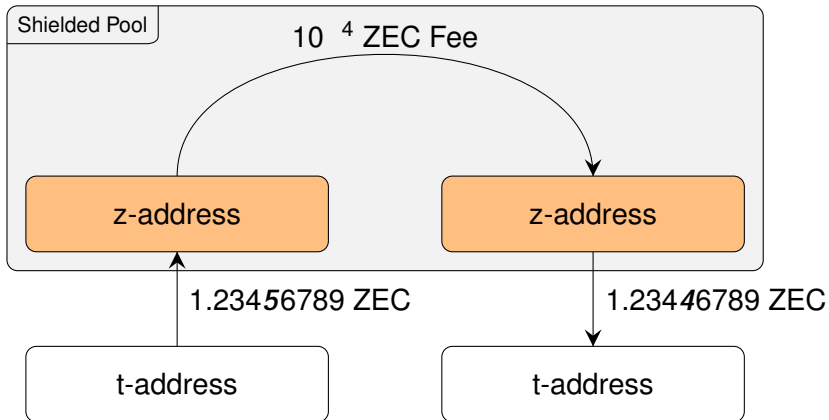 Shielded Pool
10 4 ZEC Fee
z-address
z-address
1.23456789 ZEC
1.23446789 ZEC
t-address
t-address